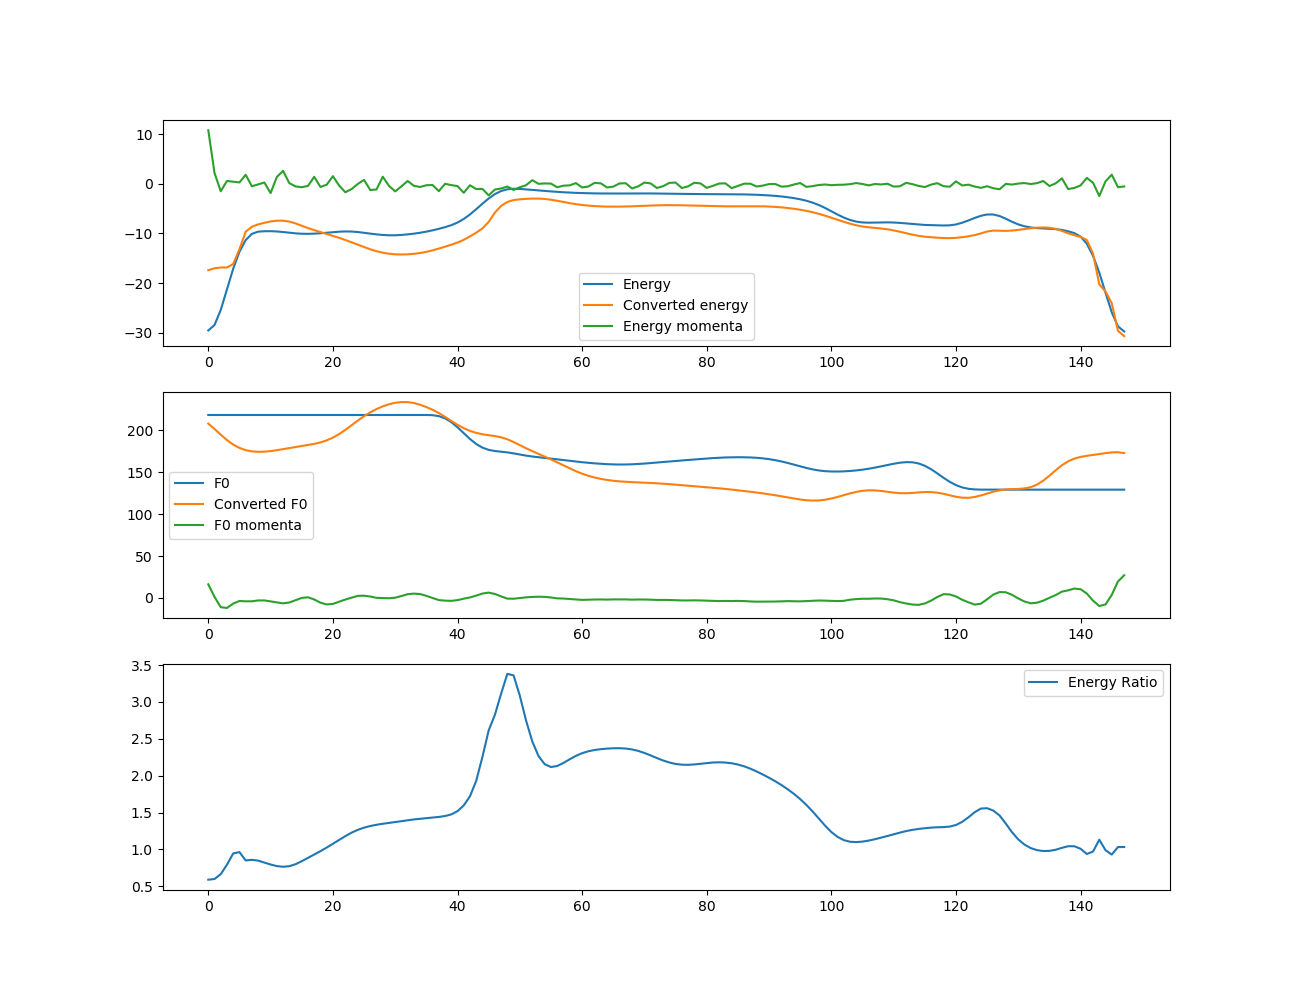 10
0
−10
−20
−30
Energy
Converted energy
Energy momenta
0 20 40 60 80 100 120 140
200
150
100
50
0
F0
Converted F0
F0 momenta
0 20 40 60 80 100 120 140
3.5
3.0
2.5
2.0
1.5
1.0
0.5
Energy Ratio
0 20 40 60 80 100 120 140